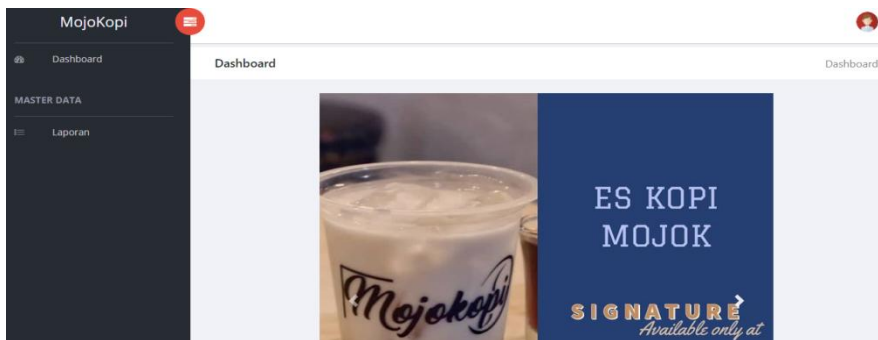 MojoKopi
Dashboard
MASTER DATA
Laporan
Dashboard
Dashboard
Mojokopi
ES KOPI
MOJOK
SIGNATURE
Available only at